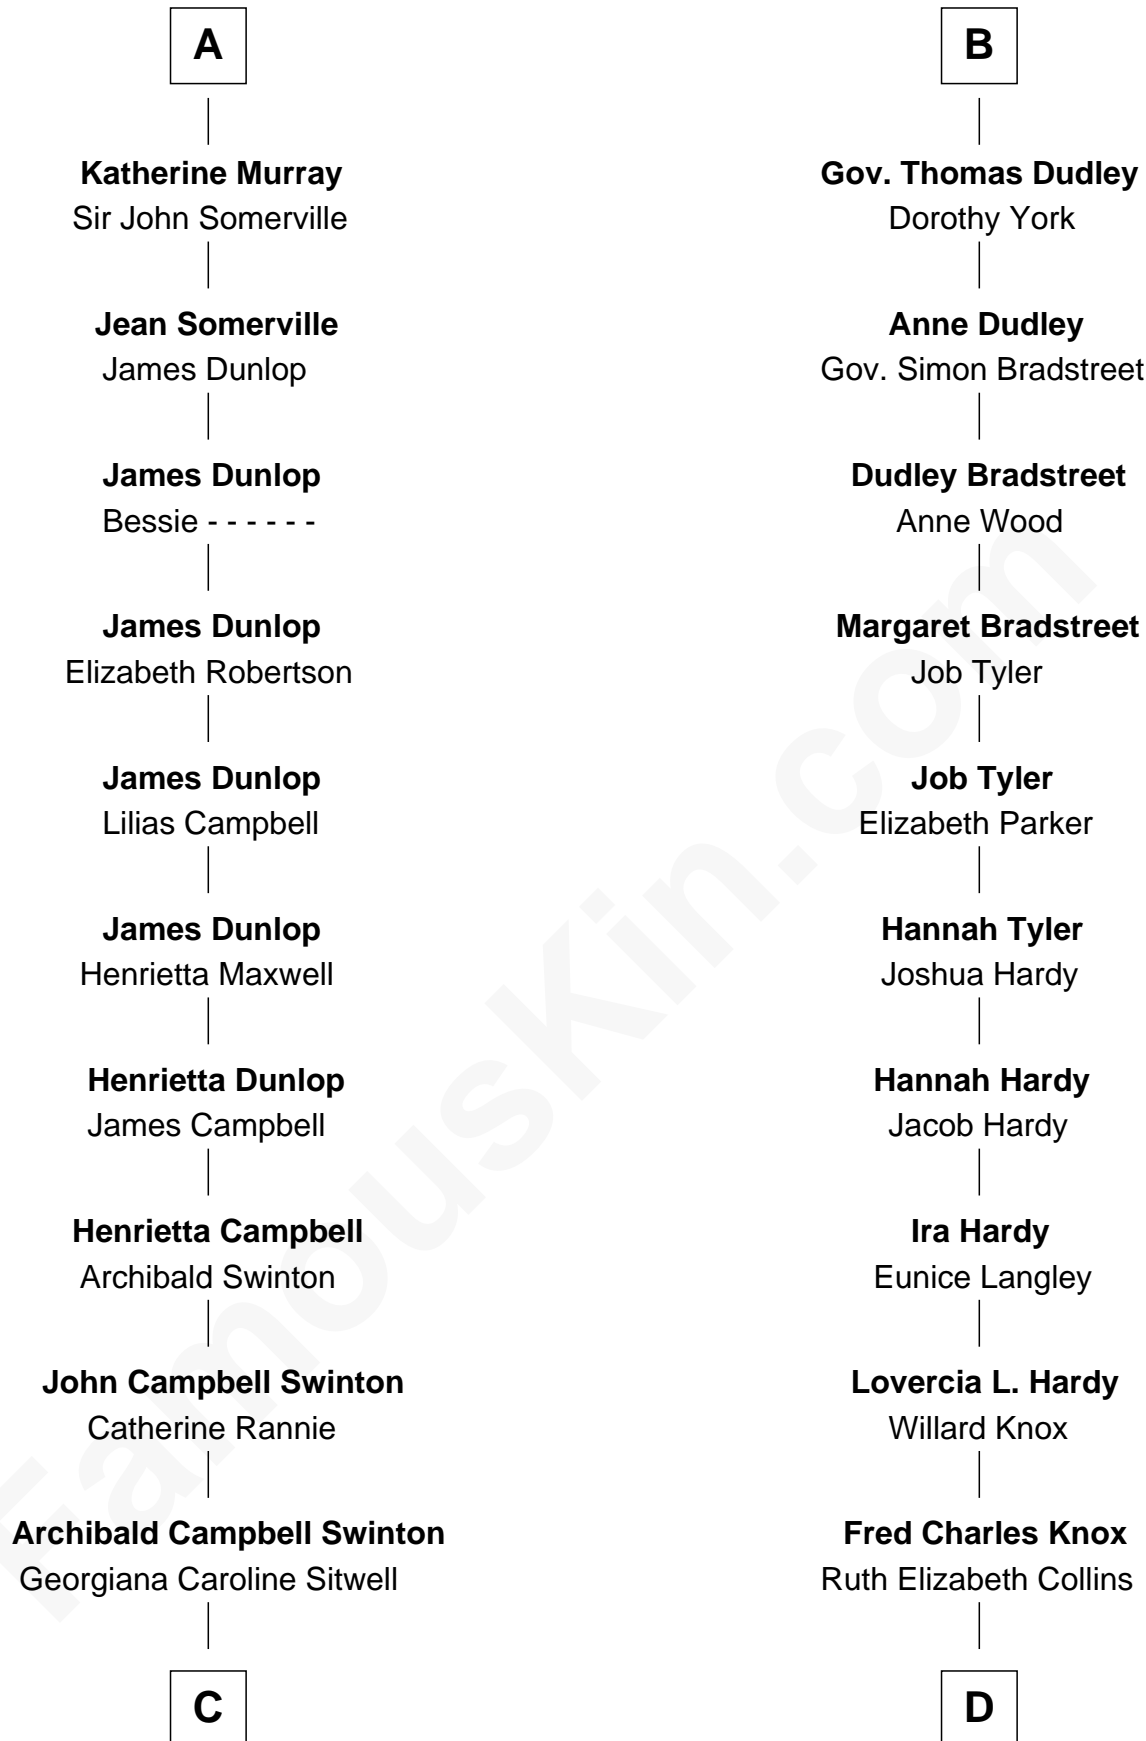 A
Katherine Murray
Sir John Somerville
Jean Somerville
James Dunlop
James Dunlop
Bessie - - - - - -
James Dunlop
Elizabeth Robertson
James Dunlop
Lilias Campbell
James Dunlop
Henrietta Maxwell
Henrietta Dunlop
James Campbell
Henrietta Campbell
Archibald Swinton
John Campbell Swinton
Catherine Rannie
Archibald Campbell Swinton
Georgiana Caroline Sitwell
C
B
Gov. Thomas Dudley
Dorothy York
Anne Dudley
Gov. Simon Bradstreet
Dudley Bradstreet
Anne Wood
Margaret Bradstreet
Job Tyler
Job Tyler
Elizabeth Parker
Hannah Tyler
Joshua Hardy
Hannah Hardy
Jacob Hardy
Ira Hardy
Eunice Langley
Lovercia L. Hardy
Willard Knox
Fred Charles Knox
Ruth Elizabeth Collins
D
FamousKin.com